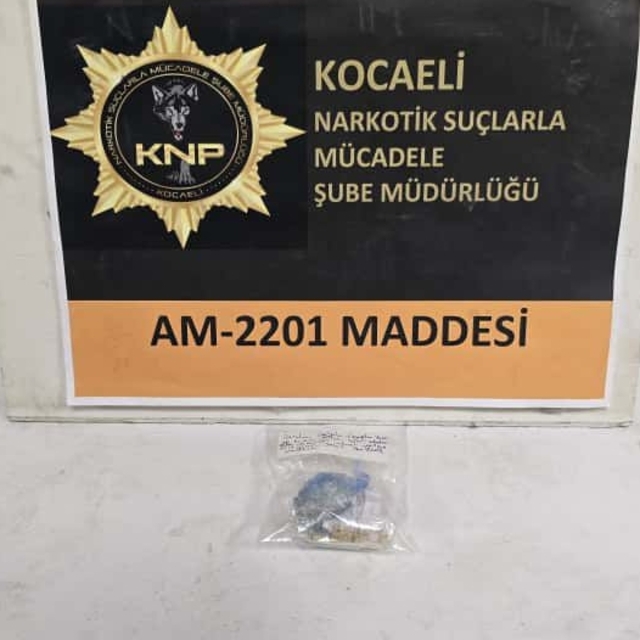 NARKOTİK SUÇLARLA MÜCADELE ŞUBE MÜDÜRLÜĞÜ
KNP
KOCAELİ
KOCAELİ
NARKOTİK SUÇLARLA
MÜCADELE
ŞUBE MÜDÜRLÜĞÜ
AM-2201 MADDESİ